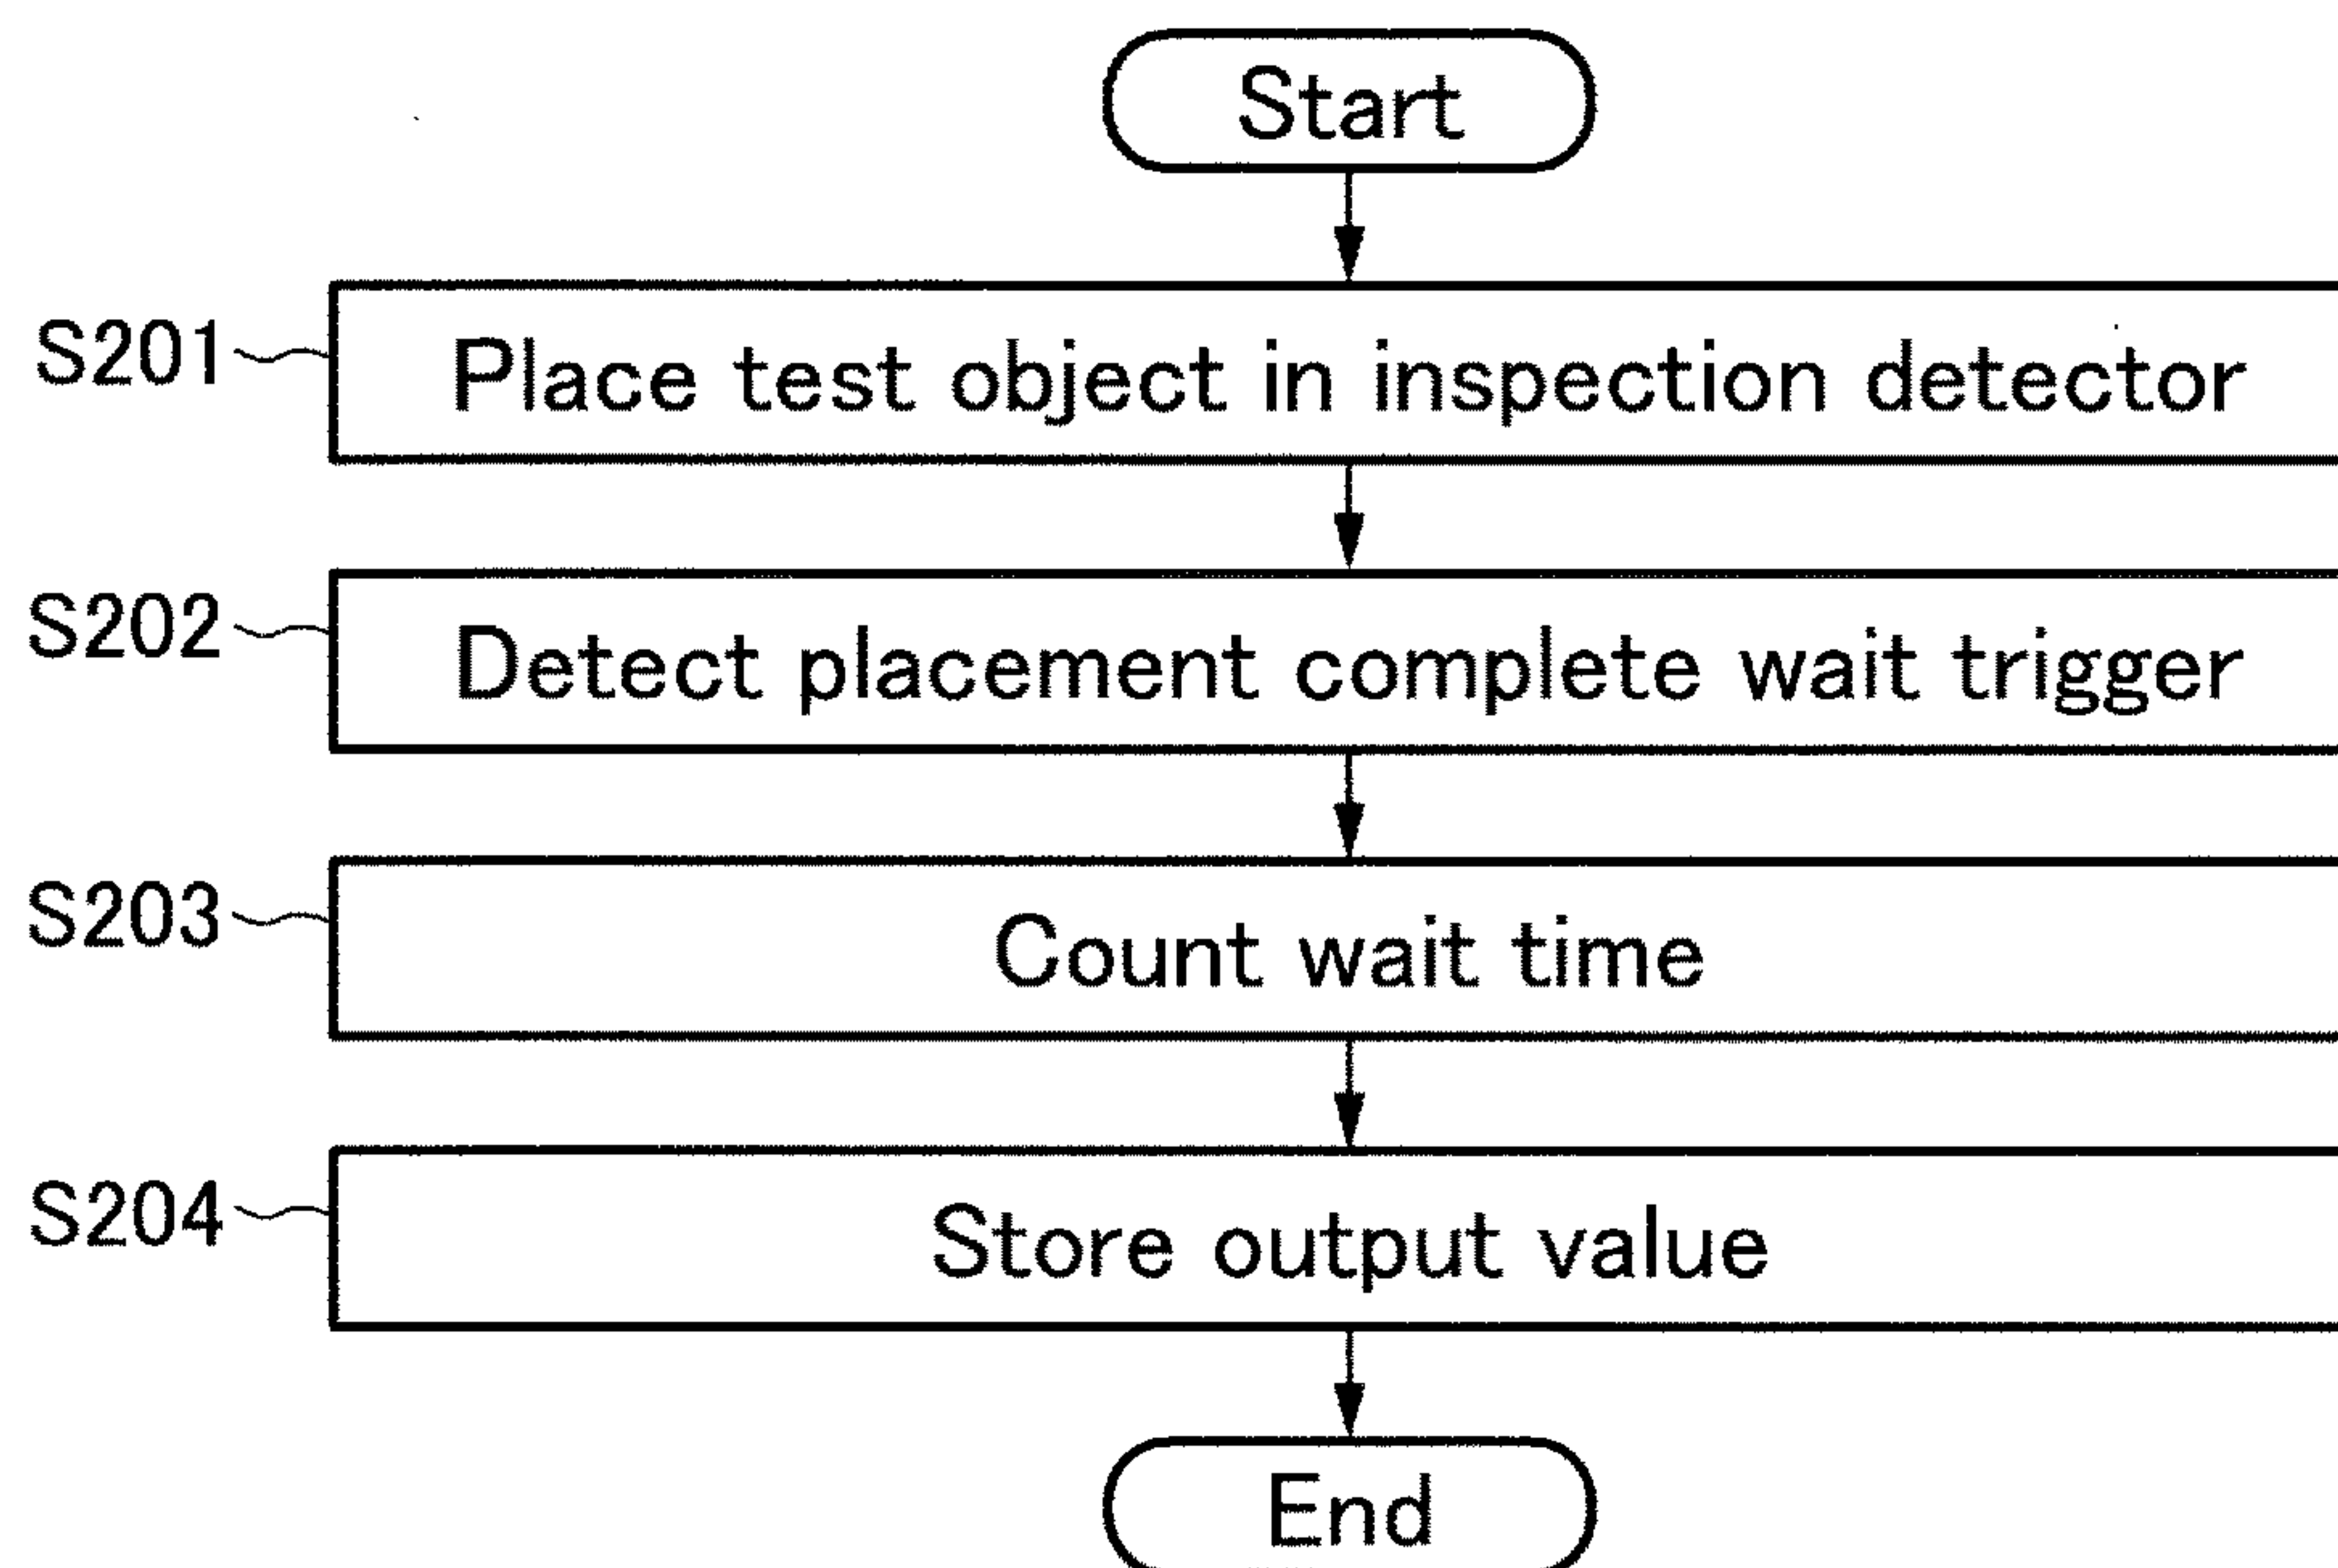 Start
S201 Place test object in inspection detector
S202 Detect placement complete wait trigger
S203 Count wait time
S204 Store output value
End